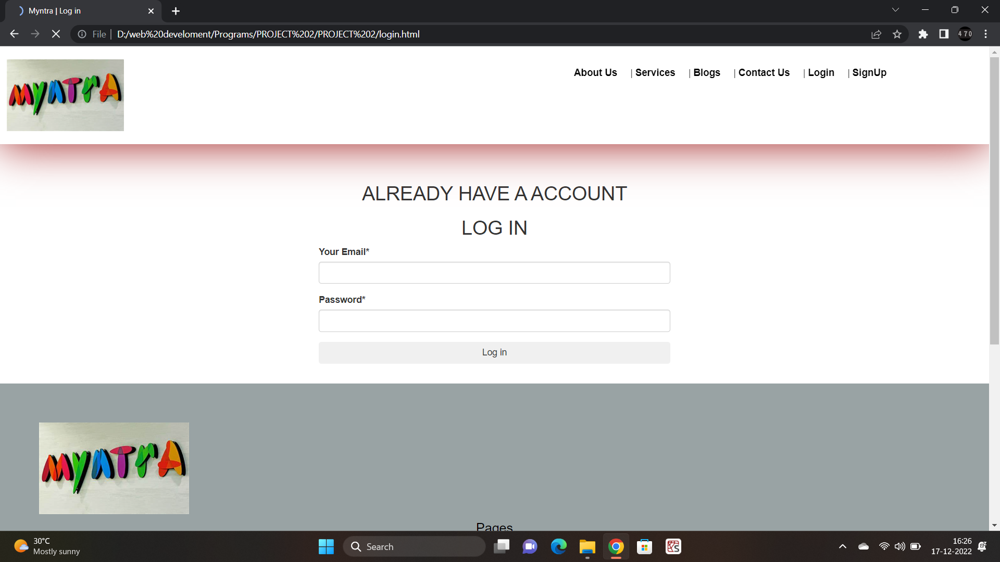 Myntra | Log in
File | D:/web%20develoment/Programs/PROJECT%202/PROJECT%202/login.html
470
MYNTRA
About Us | Services | Blogs | Contact Us | Login | SignUp
ALREADY HAVE A ACCOUNT
LOG IN
Your Email*
Password*
Log in
MYNTRA
Pages
30°C
Mostly sunny
Search
S
16:26
17-12-2022